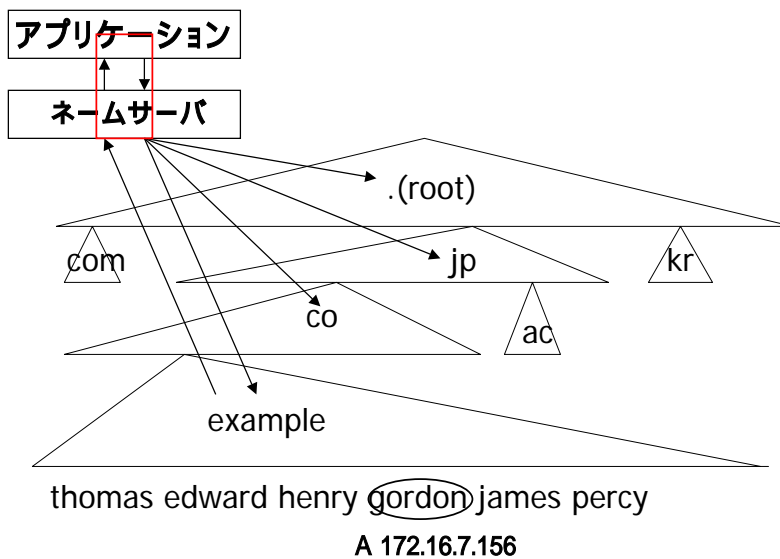 アプリケーション
ネームサーバ
.(root)
com jp kr
co ac
example
thomas edward henry gordon james percy
A 172.16.7.156